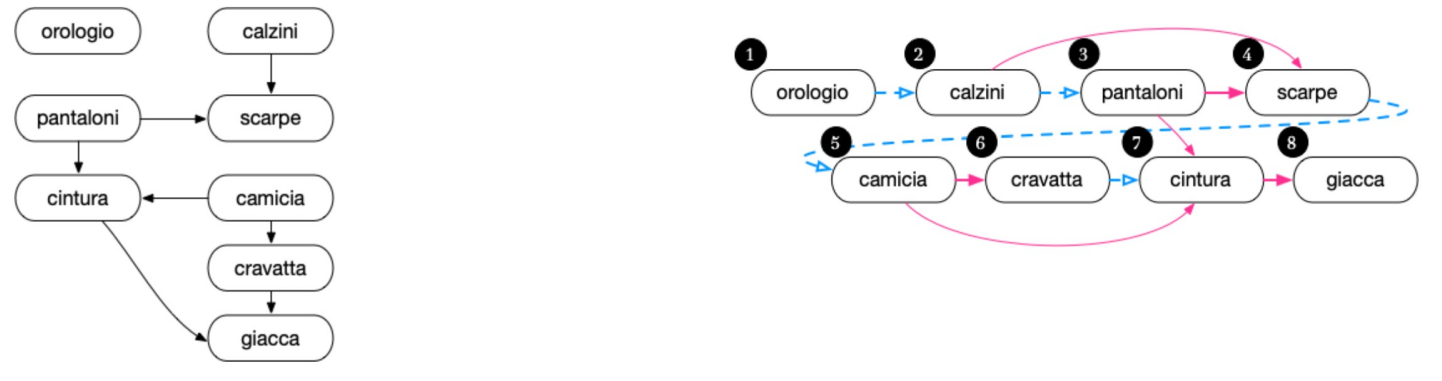 orologio
calzini
pantaloni
scarpe
cintura
camicia
cravatta
giacca
1 2 3 4
orologio calzini pantaloni scarpe
5 6 7 8
camicia cravatta cintura giacca